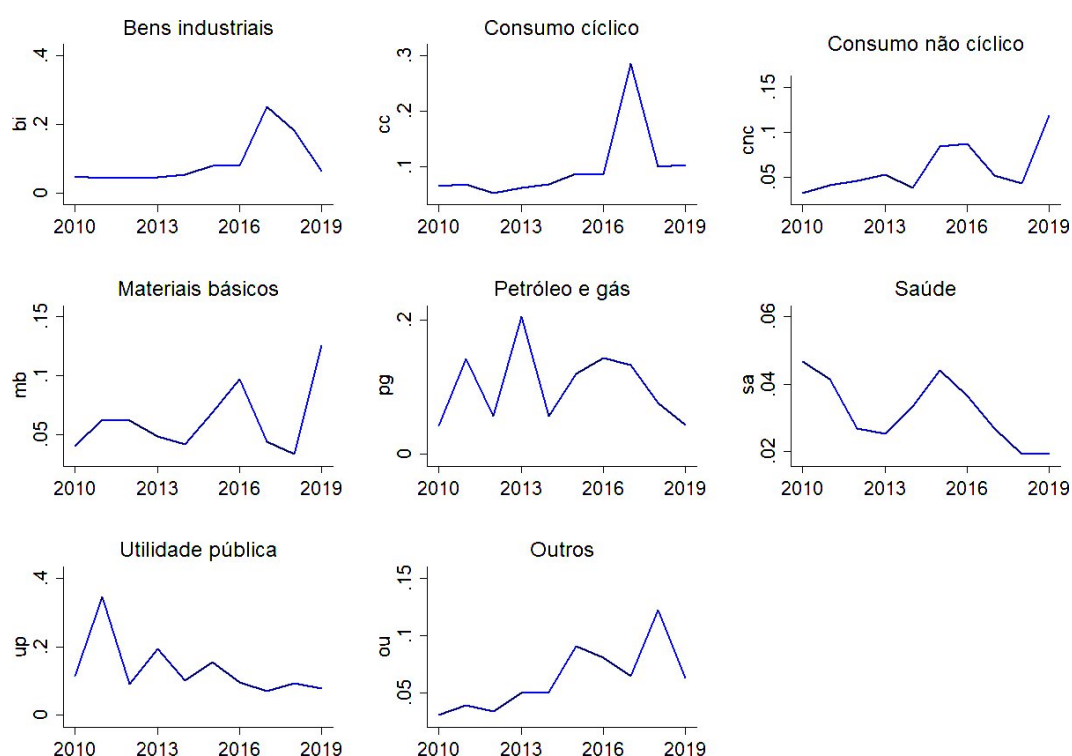 Bens industriais
.4
.2
0
bi
2010 2013 2016 2019
Consumo cíclico
.3
.2
.1
cc
2010 2013 2016 2019
Consumo não cíclico
.15
.1
.05
cnc
2010 2013 2016 2019
Materiais básicos
.15
.1
.05
mb
2010 2013 2016 2019
Petróleo e gás
.2
0
pg
2010 2013 2016 2019
Saúde
.06
.04
.02
sa
2010 2013 2016 2019
Utilidade pública
.4
.2
0
up
2010 2013 2016 2019
Outros
.15
.1
.05
ou
2010 2013 2016 2019